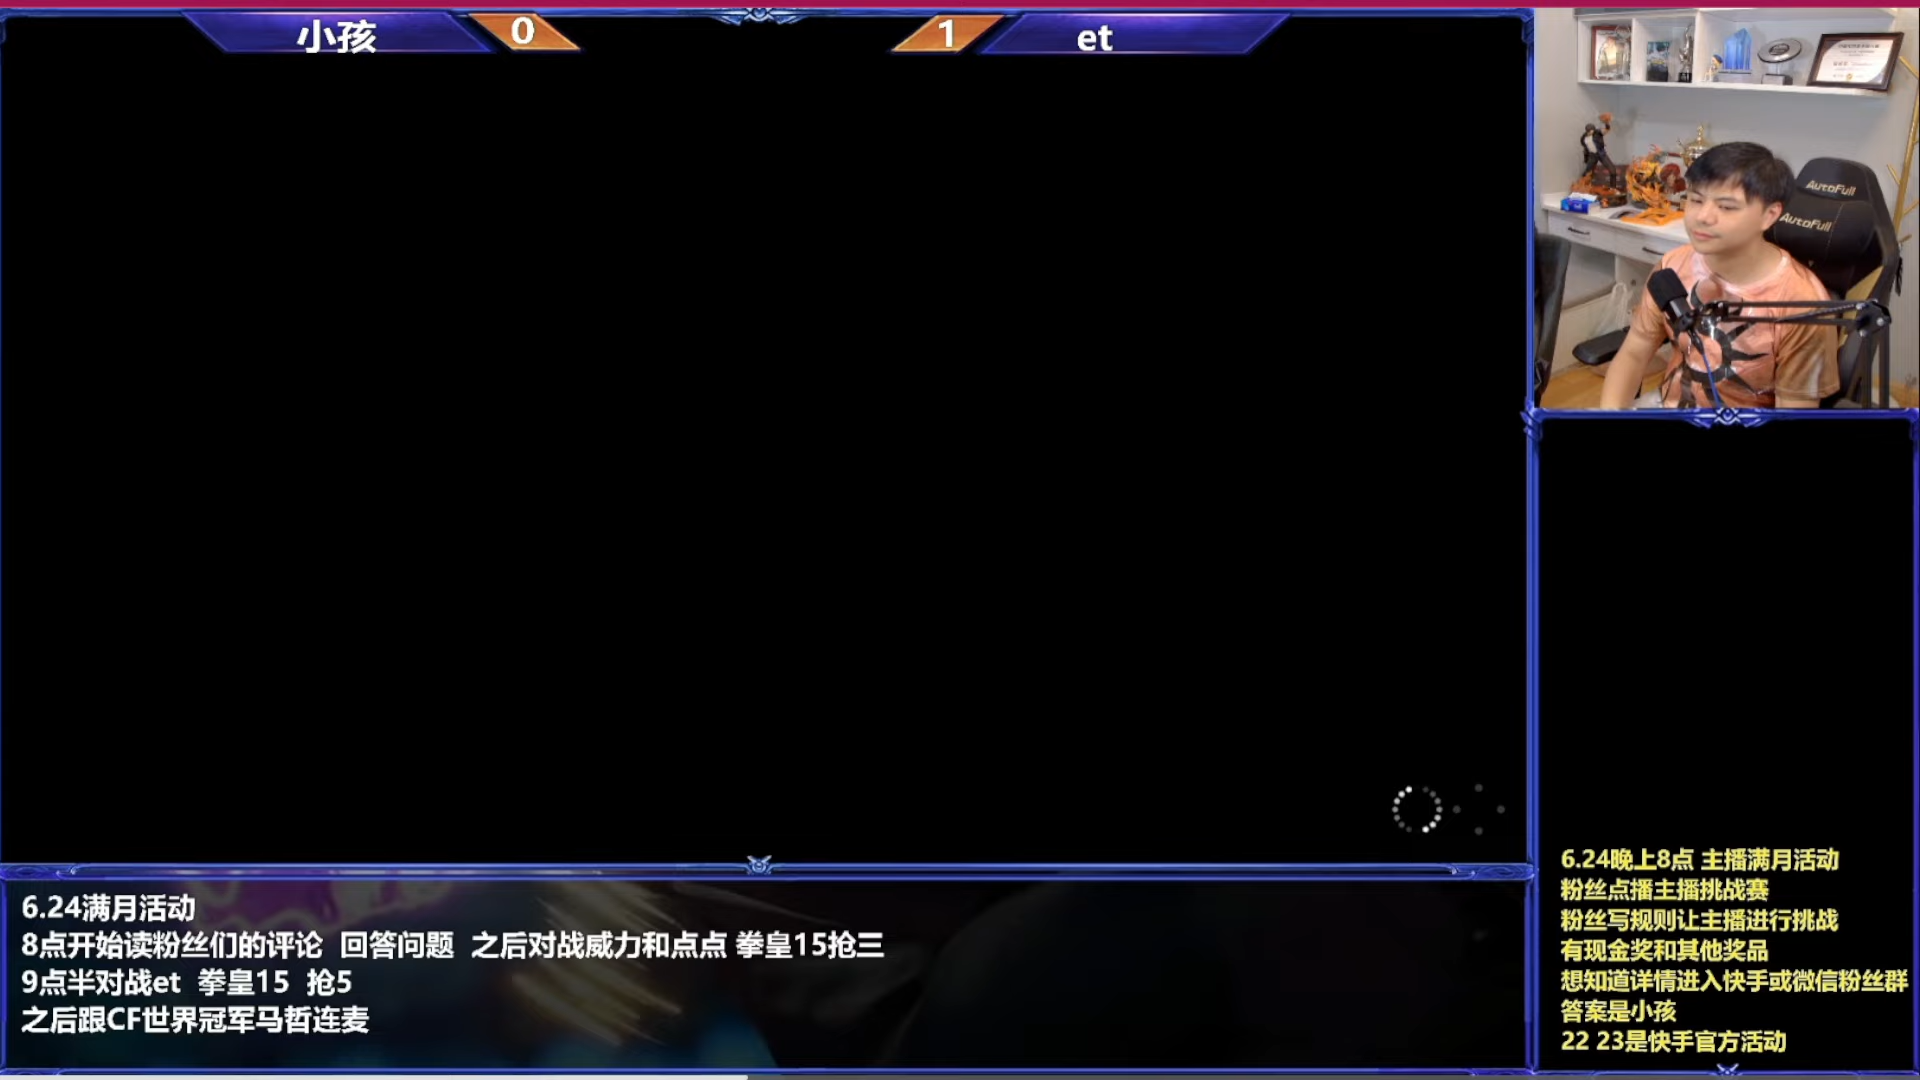 小孩
0
1
et
AutoFull
AutoFull
6.24满月活动
8点开始读粉丝们的评论 回答问题 之后对战威力和点点 拳皇15抢三
9点半对战et 拳皇15 抢5
之后跟CF世界冠军马哲连麦
6.24晚上8点 主播满月活动
粉丝点播主播挑战赛
粉丝写规则让主播进行挑战
有现金奖和其他奖品
想知道详情进入快手或微信粉丝群
答案是小孩
22 23是快手官方活动